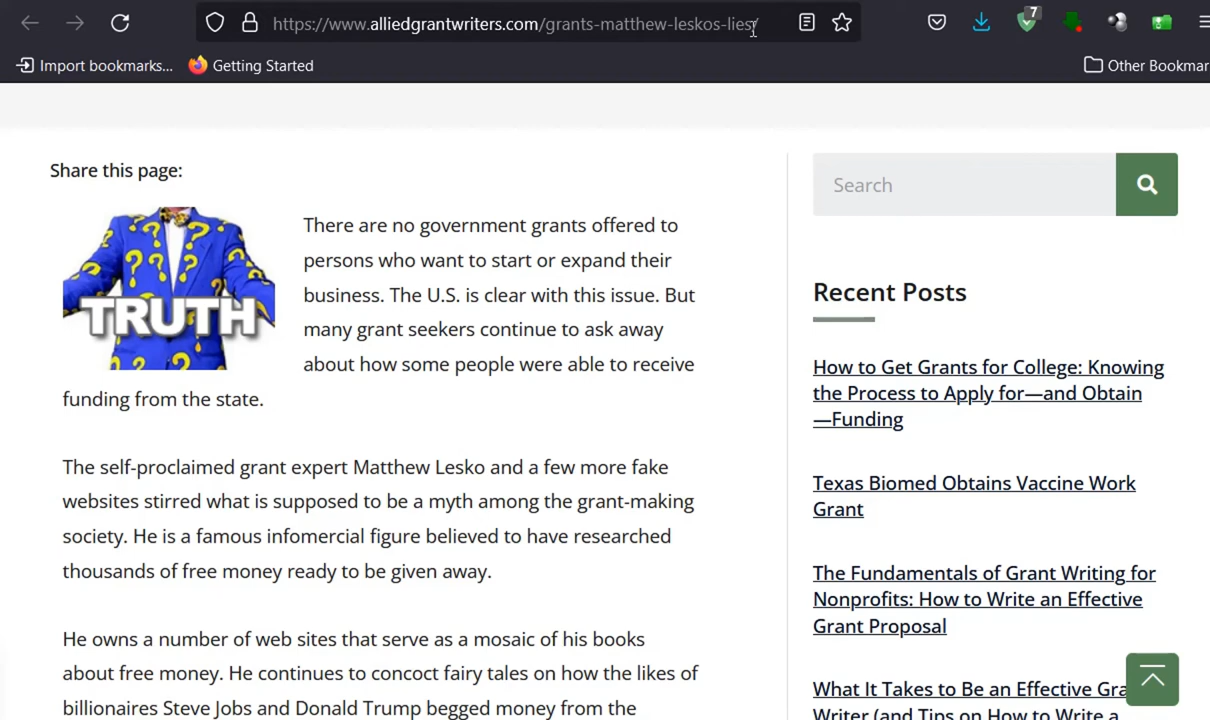 https://www.alliedgrantwriters.com/grants-matthew-leskos-lies/
7
Import bookmarks...
Getting Started
Other Bookmar
Share this page:
TRUTH
There are no government grants offered to
persons who want to start or expand their
business. The U.S. is clear with this issue. But
many grant seekers continue to ask away
about how some people were able to receive
funding from the state.
The self-proclaimed grant expert Matthew Lesko and a few more fake
websites stirred what is supposed to be a myth among the grant-making
society. He is a famous infomercial figure believed to have researched
thousands of free money ready to be given away.
He owns a number of web sites that serve as a mosaic of his books
about free money. He continues to concoct fairy tales on how the likes of
billionaires Steve Jobs and Donald Trump begged money from the
Search
Recent Posts
How to Get Grants for College: Knowing
the Process to Apply for—and Obtain
—Funding
Texas Biomed Obtains Vaccine Work
Grant
The Fundamentals of Grant Writing for
Nonprofits: How to Write an Effective
Grant Proposal
What It Takes to Be an Effective Gra
Writer (and Tips on How to Write a